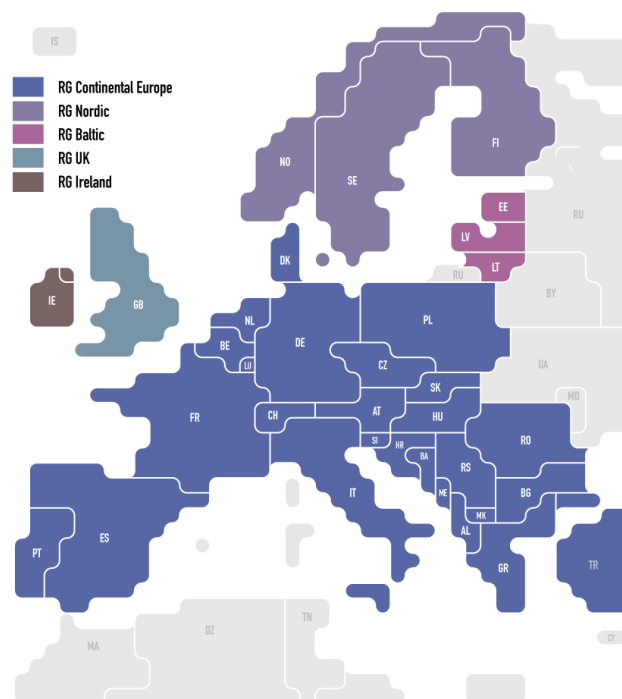 IS
RG Continental Europe
RG Nordic
RG Baltic
RG UK
RG Ireland
NO
SE
FI
RU
EE
LV
LT
RU
BY
DK
IE
GB
NL
BE
LU
DE
PL
CZ
UA
MD
SK
FR
CH
AT
HU
RO
SI
HR
BA
RS
IT
ME
BG
MK
AL
ES
PT
GR
TR
MA
DZ
TN
CY